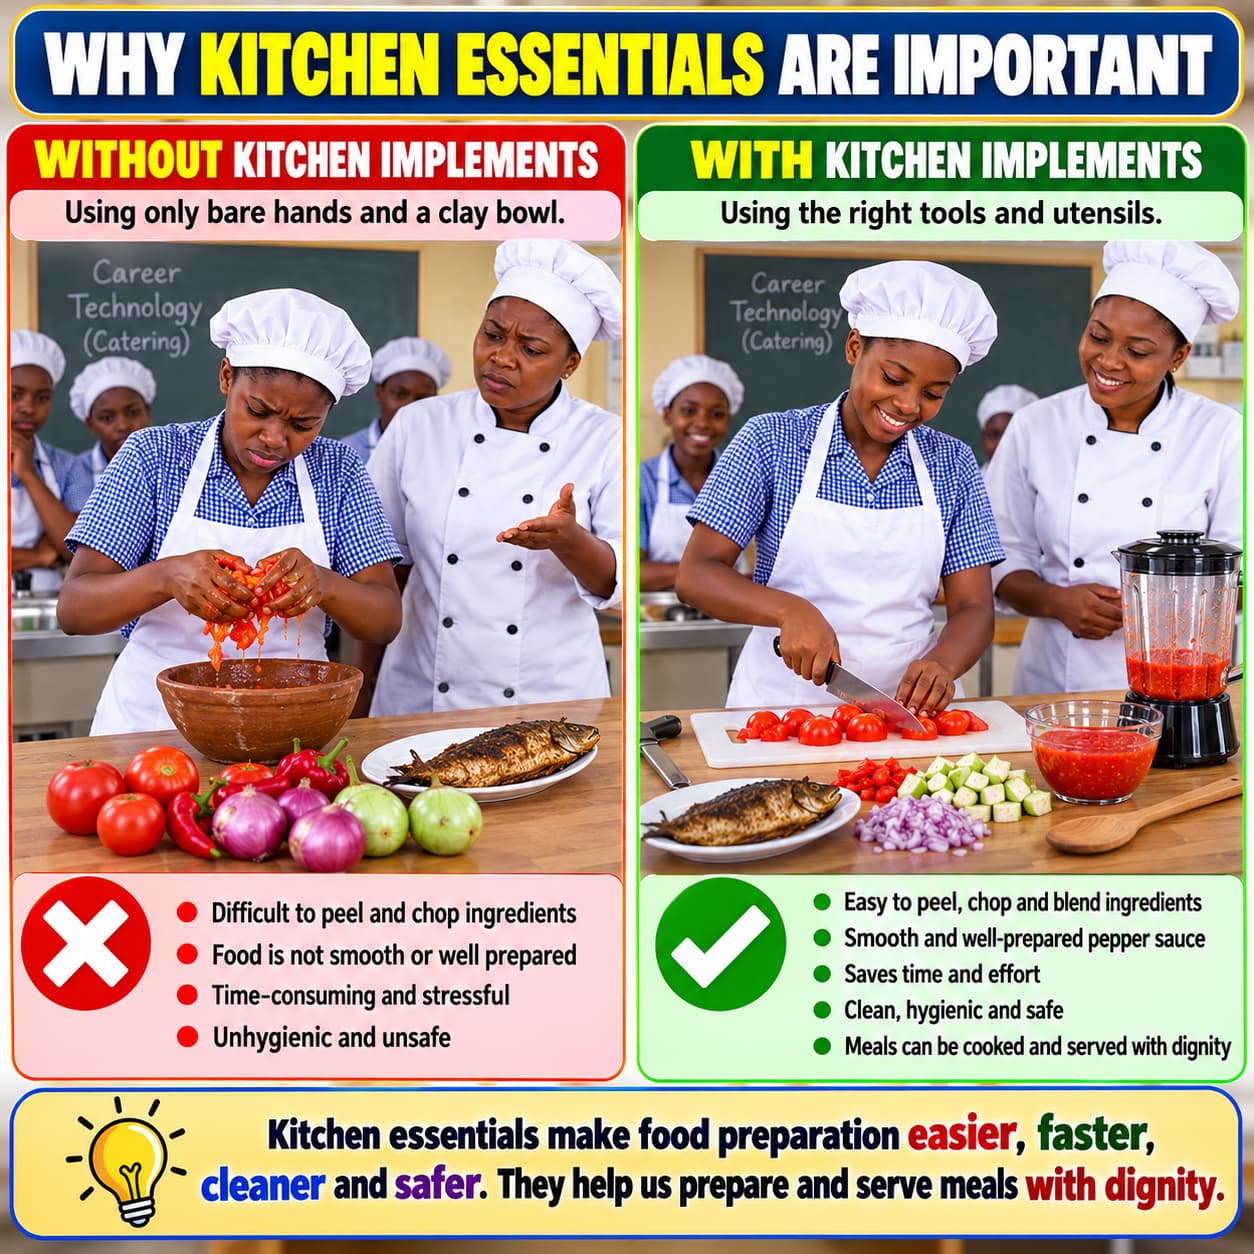 WHY KITCHEN ESSENTIALS ARE IMPORTANT
WITHOUT KITCHEN IMPLEMENTS
Using only bare hands and a clay bowl.
Career
Technology
(Catering)
Difficult to peel and chop ingredients
Food is not smooth or well prepared
Time-consuming and stressful
Unhygienic and unsafe
WITH KITCHEN IMPLEMENTS
Using the right tools and utensils.
Career
Technology
(Catering)
Easy to peel, chop and blend ingredients
Smooth and well-prepared pepper sauce
Saves time and effort
Clean, hygienic and safe
Meals can be cooked and served with dignity
Kitchen essentials make food preparation easier, faster,
cleaner and safer. They help us prepare and serve meals with dignity.